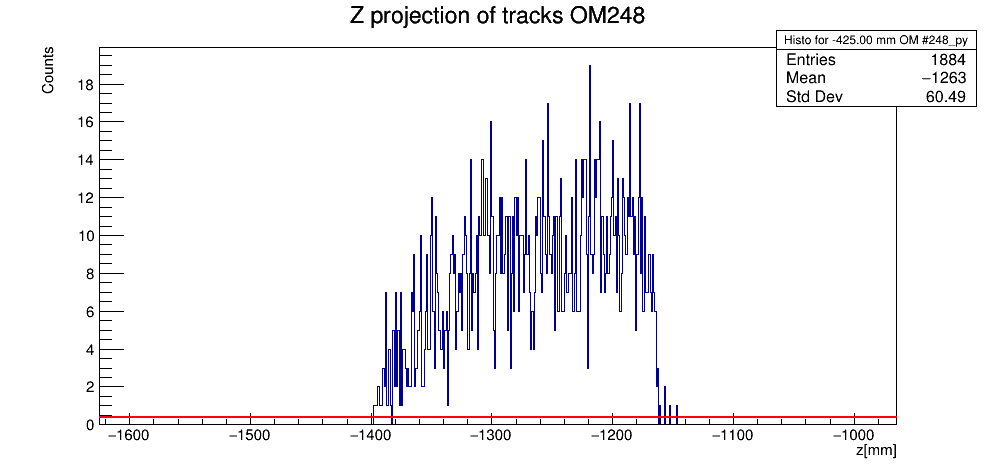 Z projection of tracks OM248
Histo for -425.00 mm OM #248_py
Entries 1884
Mean −1263
Std Dev 60.49
Counts
18
16
14
12
10
8
6
4
2
0
−1600 −1500 −1400 −1300 −1200 −1100 −1000
z[mm]